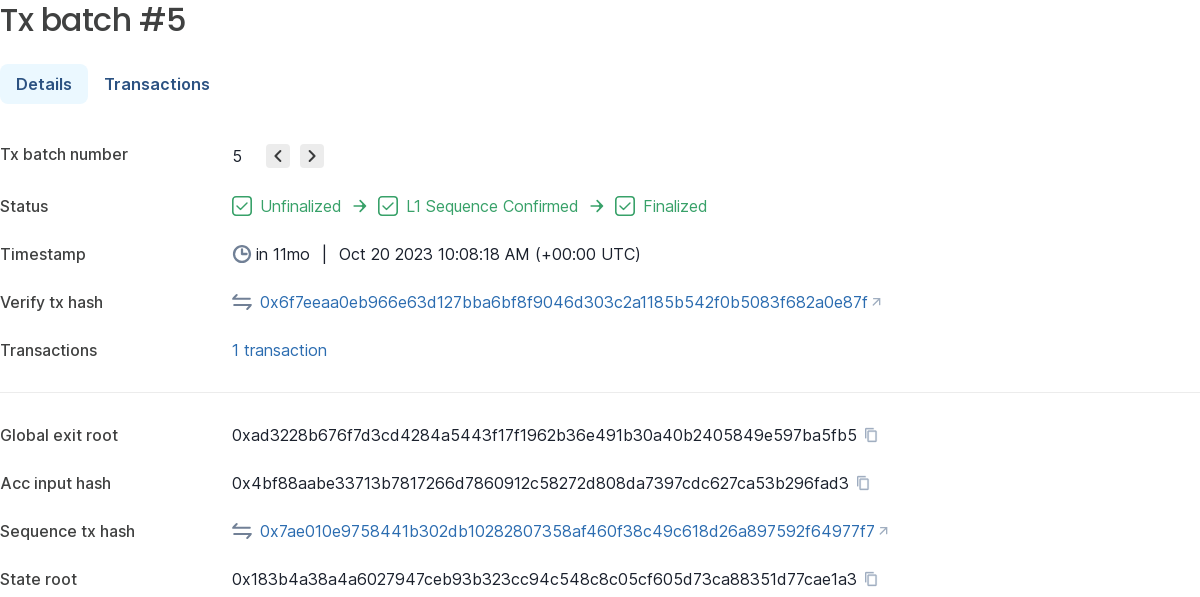 Tx batch #5
Details Transactions
Tx batch number 5
Status Unfinalized L1 Sequence Confirmed Finalized
Timestamp in 11mo | Oct 20 2023 10:08:18 AM (+00:00 UTC)
Verify tx hash 0x6f7eeaa0eb966e63d127bba6bf8f9046d303c2a1185b542f0b5083f682a0e87f
Transactions 1 transaction
Global exit root 0xad3228b676f7d3cd4284a5443f17f1962b36e491b30a40b2405849e597ba5fb5
Acc input hash 0x4bf88aabe33713b7817266d7860912c58272d808da7397cdc627ca53b296fad3
Sequence tx hash 0x7ae010e9758441b302db10282807358af460f38c49c618d26a897592f64977f7
State root 0x183b4a38a4a6027947ceb93b323cc94c548c8c05cf605d73ca88351d77cae1a3